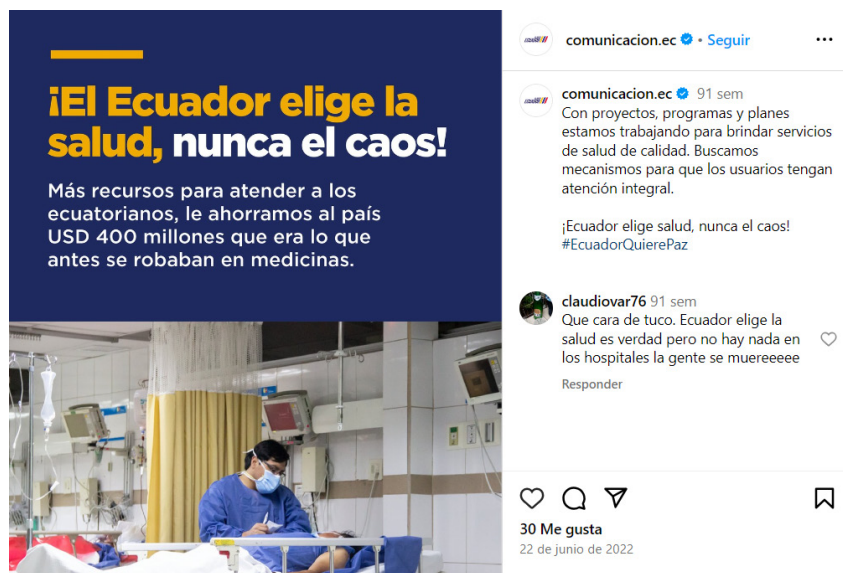 ¡El Ecuador elige la
salud, nunca el caos!
Más recursos para atender a los
ecuatorianos, le ahorramos al país
USD 400 millones que era lo que
antes se robaban en medicinas.
comunicacion.ec • Seguir
comunicacion.ec 91 sem
Con proyectos, programas y planes
estamos trabajando para brindar servicios
de salud de calidad. Buscamos
mecanismos para que los usuarios tengan
atención integral.
¡Ecuador elige salud, nunca el caos!
#EcuadorQuierePaz
claudiovar76 91 sem
Que cara de tuco. Ecuador elige la
salud es verdad pero no hay nada en
los hospitales la gente se muereeeee
Responder
30 Me gusta
22 de junio de 2022